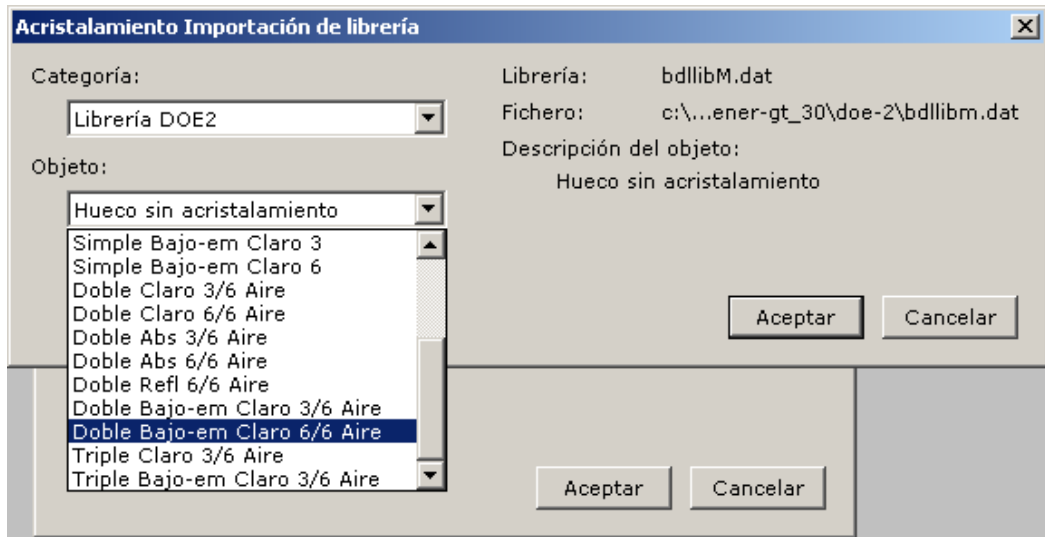 Acristalamiento Importación de librería
Categoría:
Librería DOE2
Objeto:
Hueco sin acristalamiento
Simple Bajo-em Claro 3
Simple Bajo-em Claro 6
Doble Claro 3/6 Aire
Doble Claro 6/6 Aire
Doble Abs 3/6 Aire
Doble Abs 6/6 Aire
Doble Refl 6/6 Aire
Doble Bajo-em Claro 3/6 Aire
Doble Bajo-em Claro 6/6 Aire
Triple Claro 3/6 Aire
Triple Bajo-em Claro 3/6 Aire
Librería: bdllibM.dat
Fichero: c:\...ener-gt_30\doe-2\bdllibm.dat
Descripción del objeto:
Hueco sin acristalamiento
Aceptar Cancelar
Aceptar Cancelar